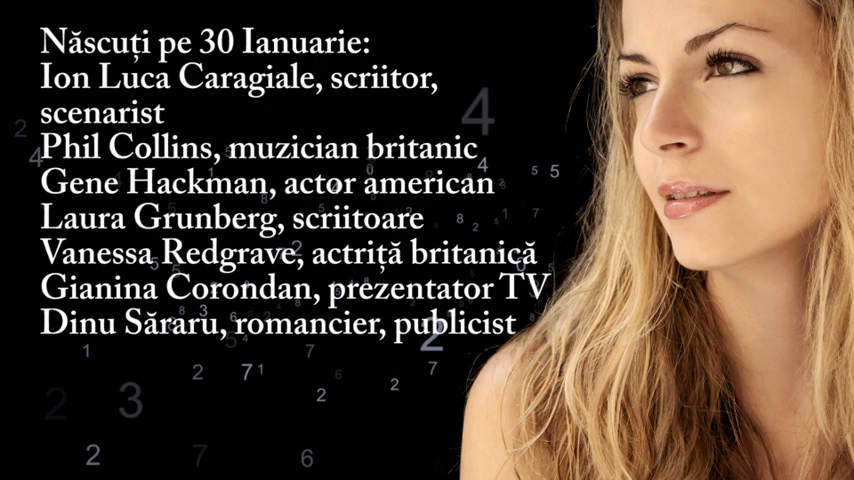 Născuți pe 30 Ianuarie:
Ion Luca Caragiale, scriitor,
scenarist
Phil Collins, muzician britanic
Gene Hackman, actor american
Laura Grunberg, scriitoare
Vanessa Redgrave, actriță britanică
Gianina Corondan, prezentator TV
Dinu Săraru, romancier, publicist